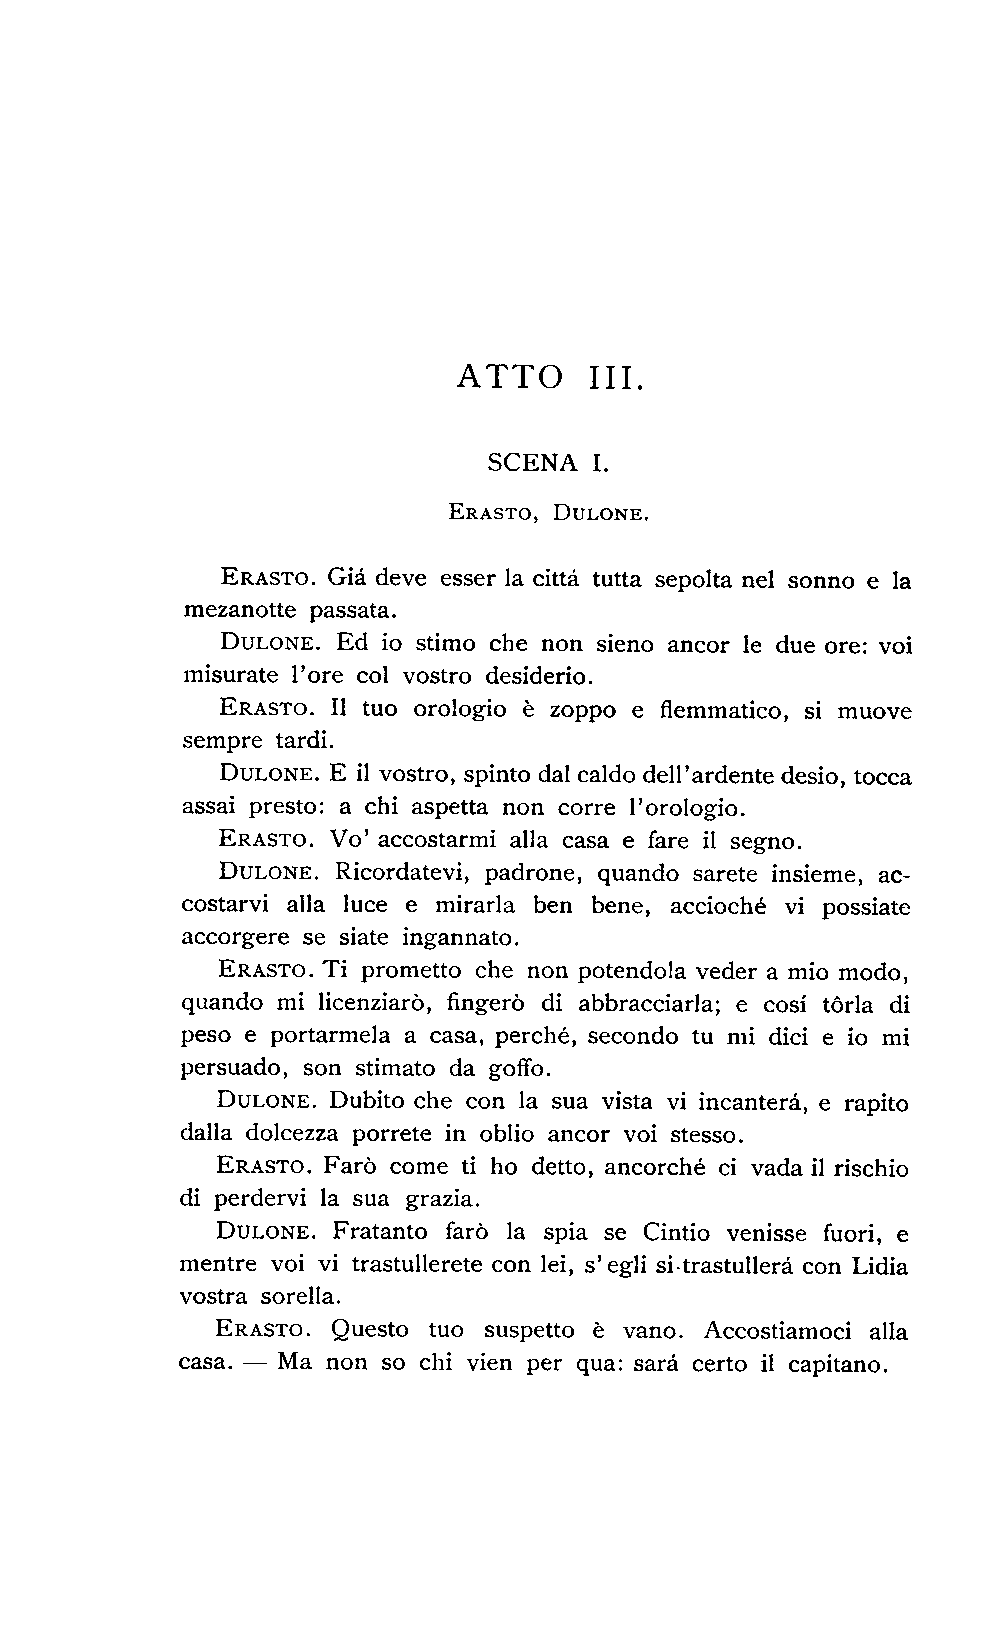 ATTO III.
SCENA I.
Erasto, Dulone.
Erasto. Giá deve esser la cittá tutta sepolta nel sonno e la
mezanotte passata.
Dulone. Ed io stimo che non sieno ancor le due ore: voi
misurate l'ore col vostro desiderio.
Erasto. Il tuo orologio è zoppo e flemmatico, si muove
sempre tardi.
Dulone. E il vostro, spinto dal caldo dell'ardente desio, tocca
assai presto: a chi aspetta non corre l'orologio.
Erasto. Vo' accostarmi alla casa e fare il segno.
Dulone. Ricordatevi, padrone, quando sarete insieme, ac-
costarvi alla luce e mirarla ben bene, accioché vi possiate
accorgere se siate ingannato.
Erasto. Ti prometto che non potendola veder a mio modo,
quando mi licenziarò, fingerò di abbracciarla; e cosí tôrla di
peso e portarmela a casa, perché, secondo tu mi dici e io mi
persuado, son stimato da goffo.
Dulone. Dubito che con la sua vista vi incanterá, e rapito
dalla dolcezza porrete in oblio ancor voi stesso.
Erasto. Farò come ti ho detto, ancorché ci vada il rischio
di perdervi la sua grazia.
Dulone. Fratanto farò la spia se Cintio venisse fuori, e
mentre voi vi trastullerete con lei, s'egli si trastullerá con Lidia
vostra sorella.
Erasto. Questo tuo suspetto è vano. Accostiamoci alla
casa. — Ma non so chi vien per qua: sará certo il capitano.